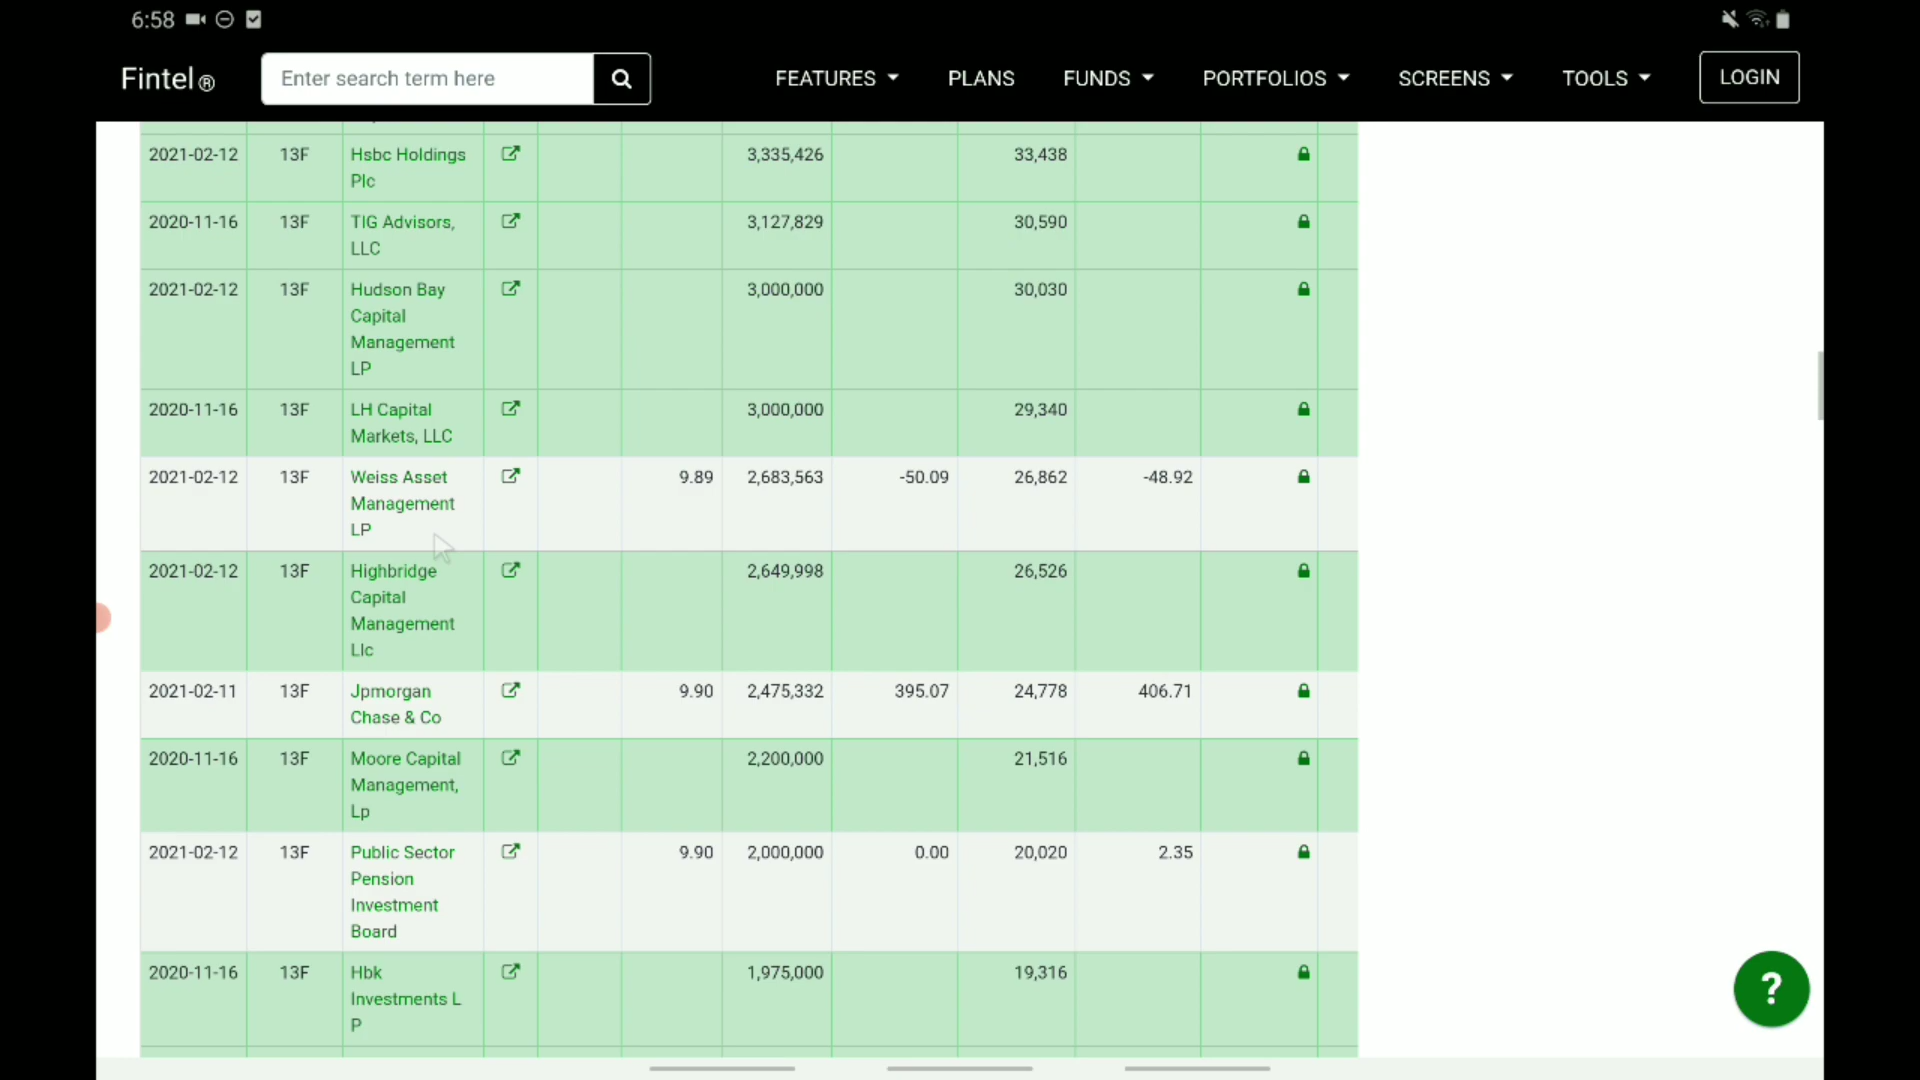 6:58
Fintel®
Enter search term here
FEATURES
PLANS
FUNDS
PORTFOLIOS
SCREENS
TOOLS
LOGIN
2021-02-12 13F Hsbc Holdings 3,335,426 33,438
Plc
2020-11-16 13F TIG Advisors, 3,127,829 30,590
LLC
2021-02-12 13F Hudson Bay 3,000,000 30,030
Capital
Management
LP
2020-11-16 13F LH Capital 3,000,000 29,340
Markets, LLC
2021-02-12 13F Weiss Asset 9.89 2,683,563 -50.09 26,862 -48.92
Management
LP
2021-02-12 13F Highbridge 2,649,998 26,526
Capital
Management
Llc
2021-02-11 13F Jpmorgan 9.90 2,475,332 395.07 24,778 406.71
Chase & Co
2020-11-16 13F Moore Capital 2,200,000 21,516
Management,
Lp
2021-02-12 13F Public Sector 9.90 2,000,000 0.00 20,020 2.35
Pension
Investment
Board
2020-11-16 13F Hbk 1,975,000 19,316
Investments L
P
?